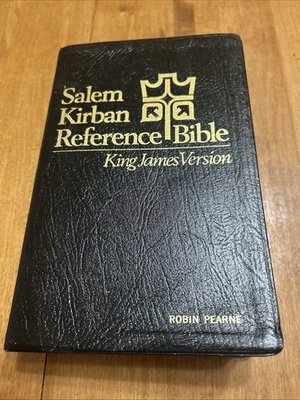 Salem
Kirban
Reference Bible
King James Version
ROBIN PEARNE